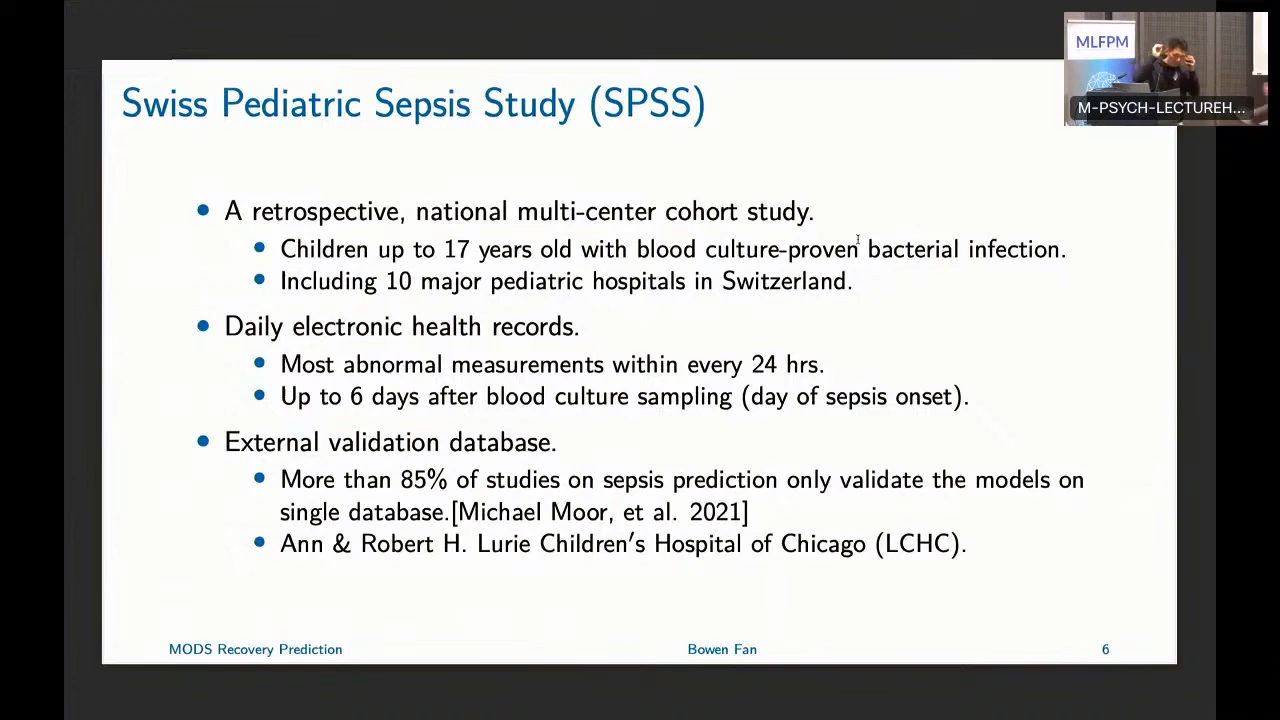 Swiss Pediatric Sepsis Study (SPSS)
MLFPM
M-PSYCH-LECTUREH...
• A retrospective, national multi-center cohort study.
• Children up to 17 years old with blood culture-proven bacterial infection.
• Including 10 major pediatric hospitals in Switzerland.
• Daily electronic health records.
• Most abnormal measurements within every 24 hrs.
• Up to 6 days after blood culture sampling (day of sepsis onset).
• External validation database.
• More than 85% of studies on sepsis prediction only validate the models on
single database.[Michael Moor, et al. 2021]
• Ann & Robert H. Lurie Children's Hospital of Chicago (LCHC).
MODS Recovery Prediction
Bowen Fan
6